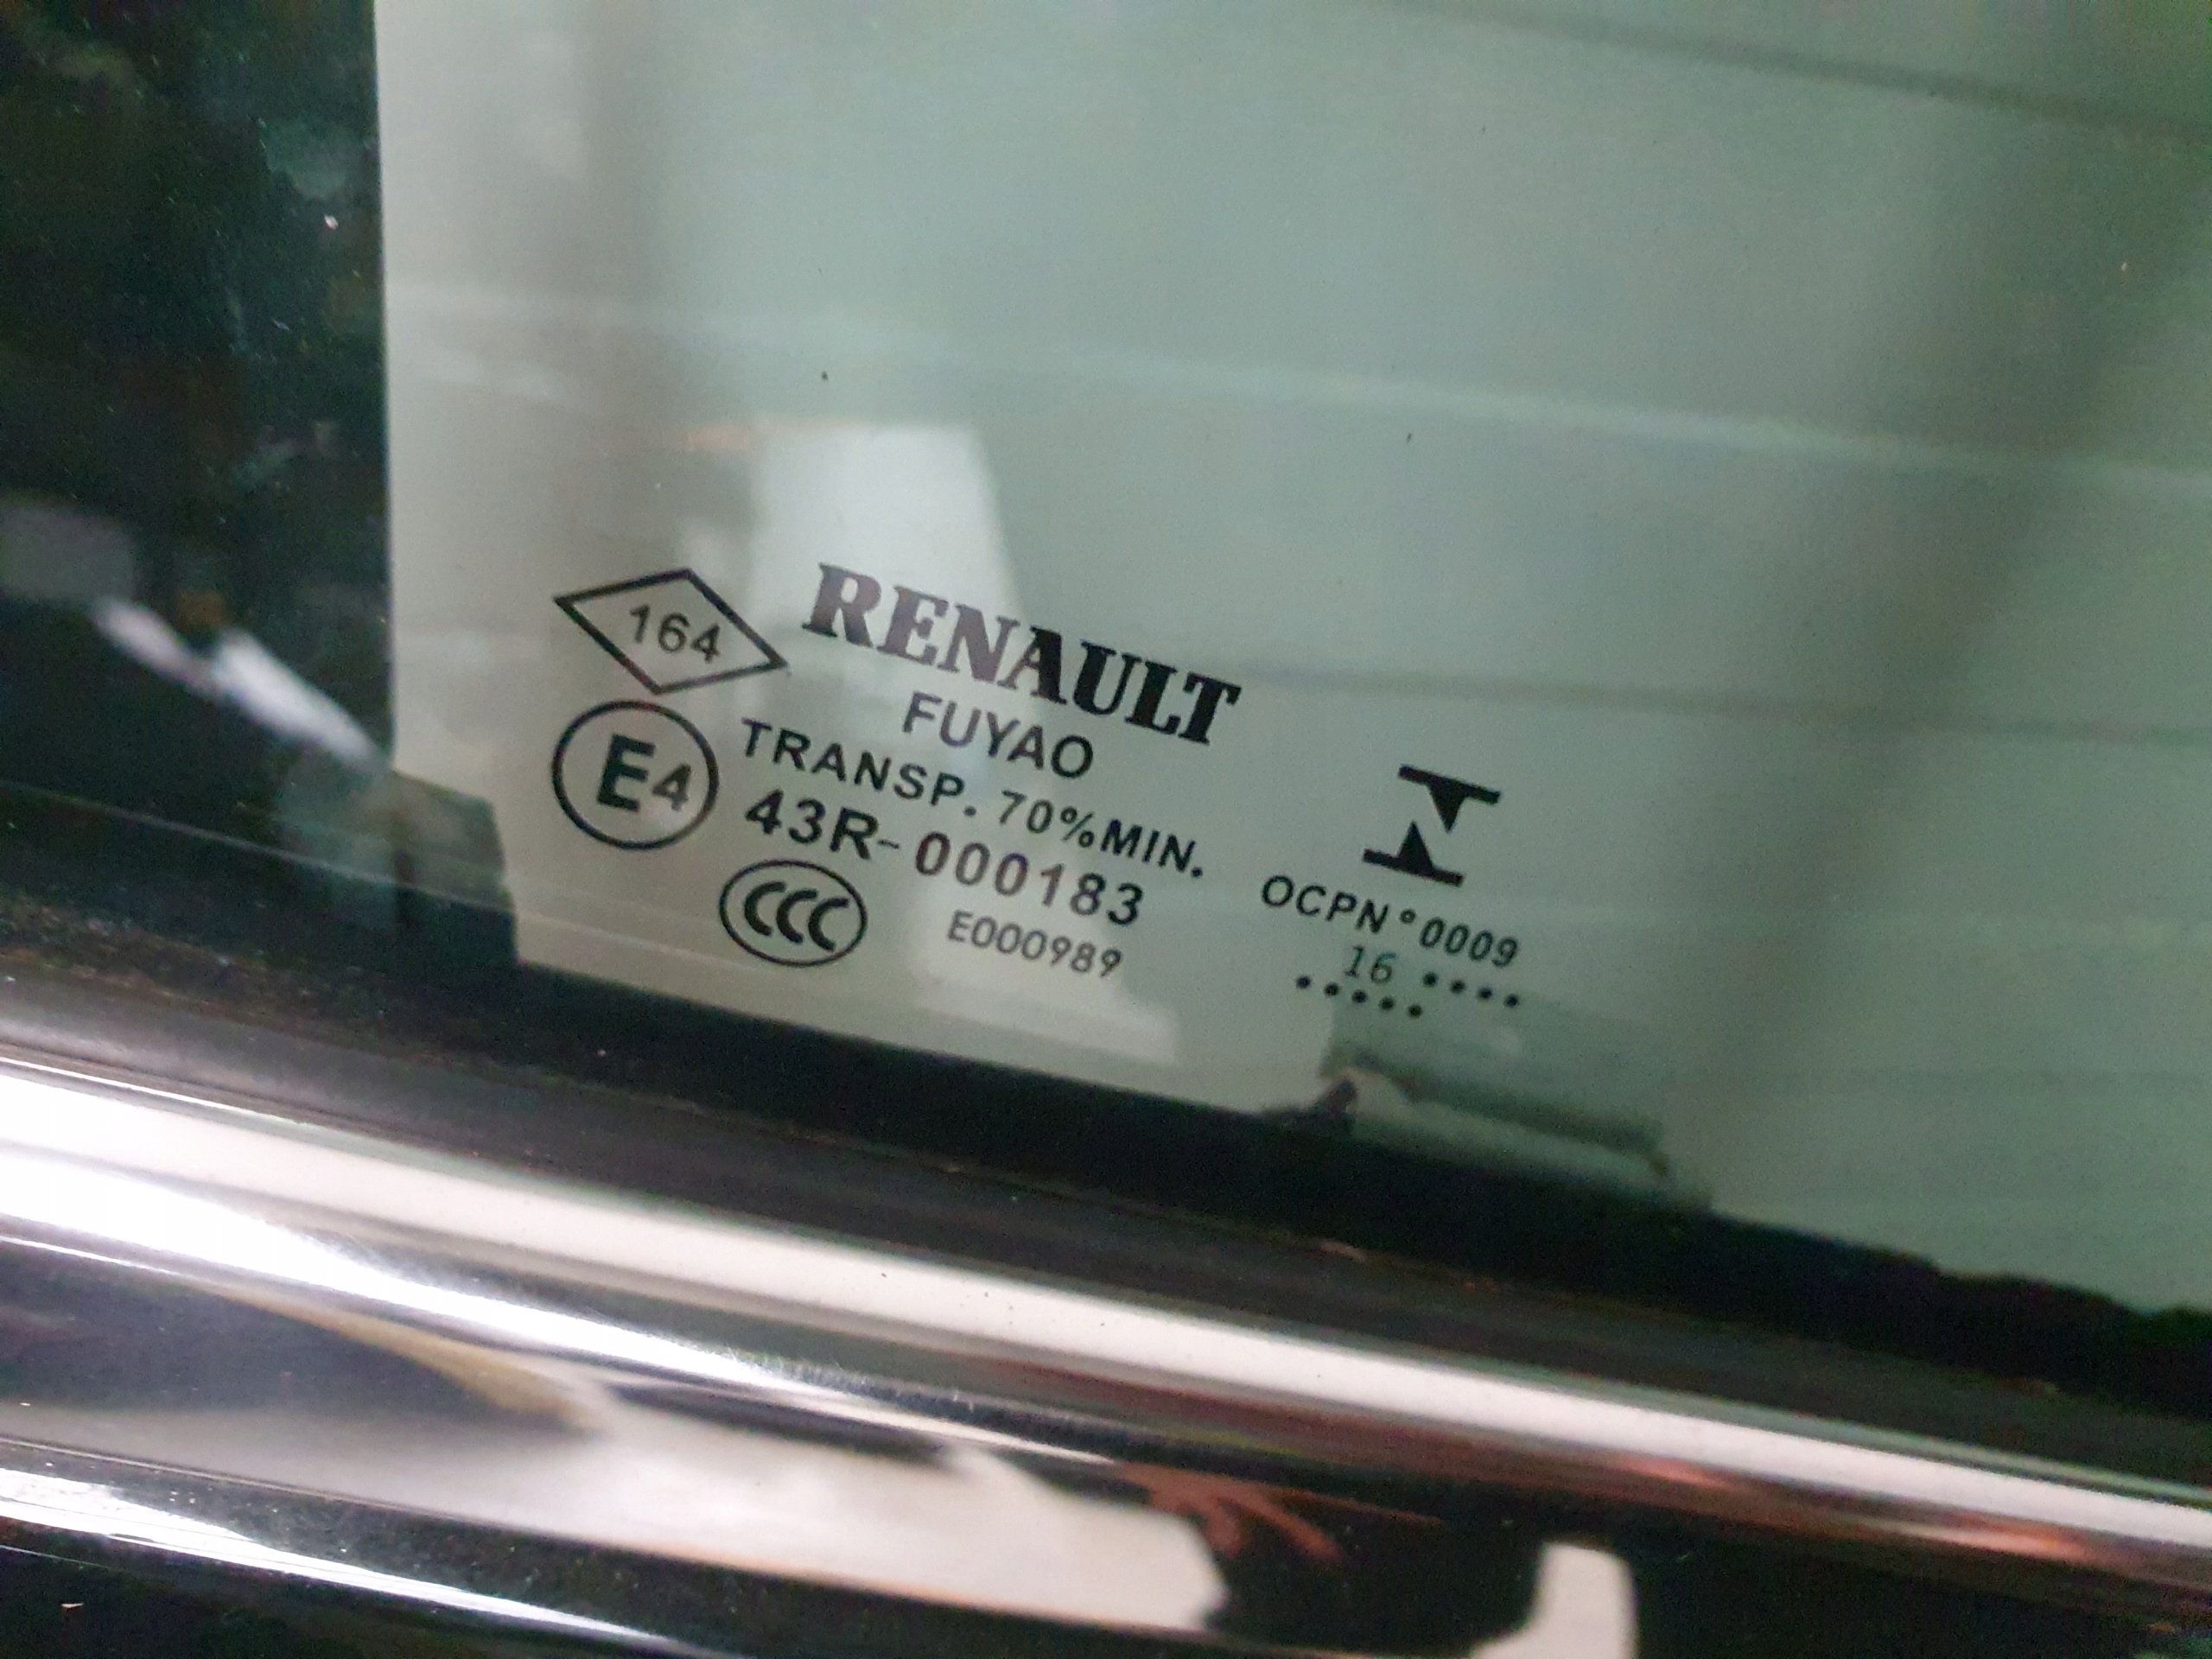 164
RENAULT
FUYAO
E4
TRANSP. 70%MIN.
43R-000183
CCC
E000989
OCPN°0009
16 ••••
•••••